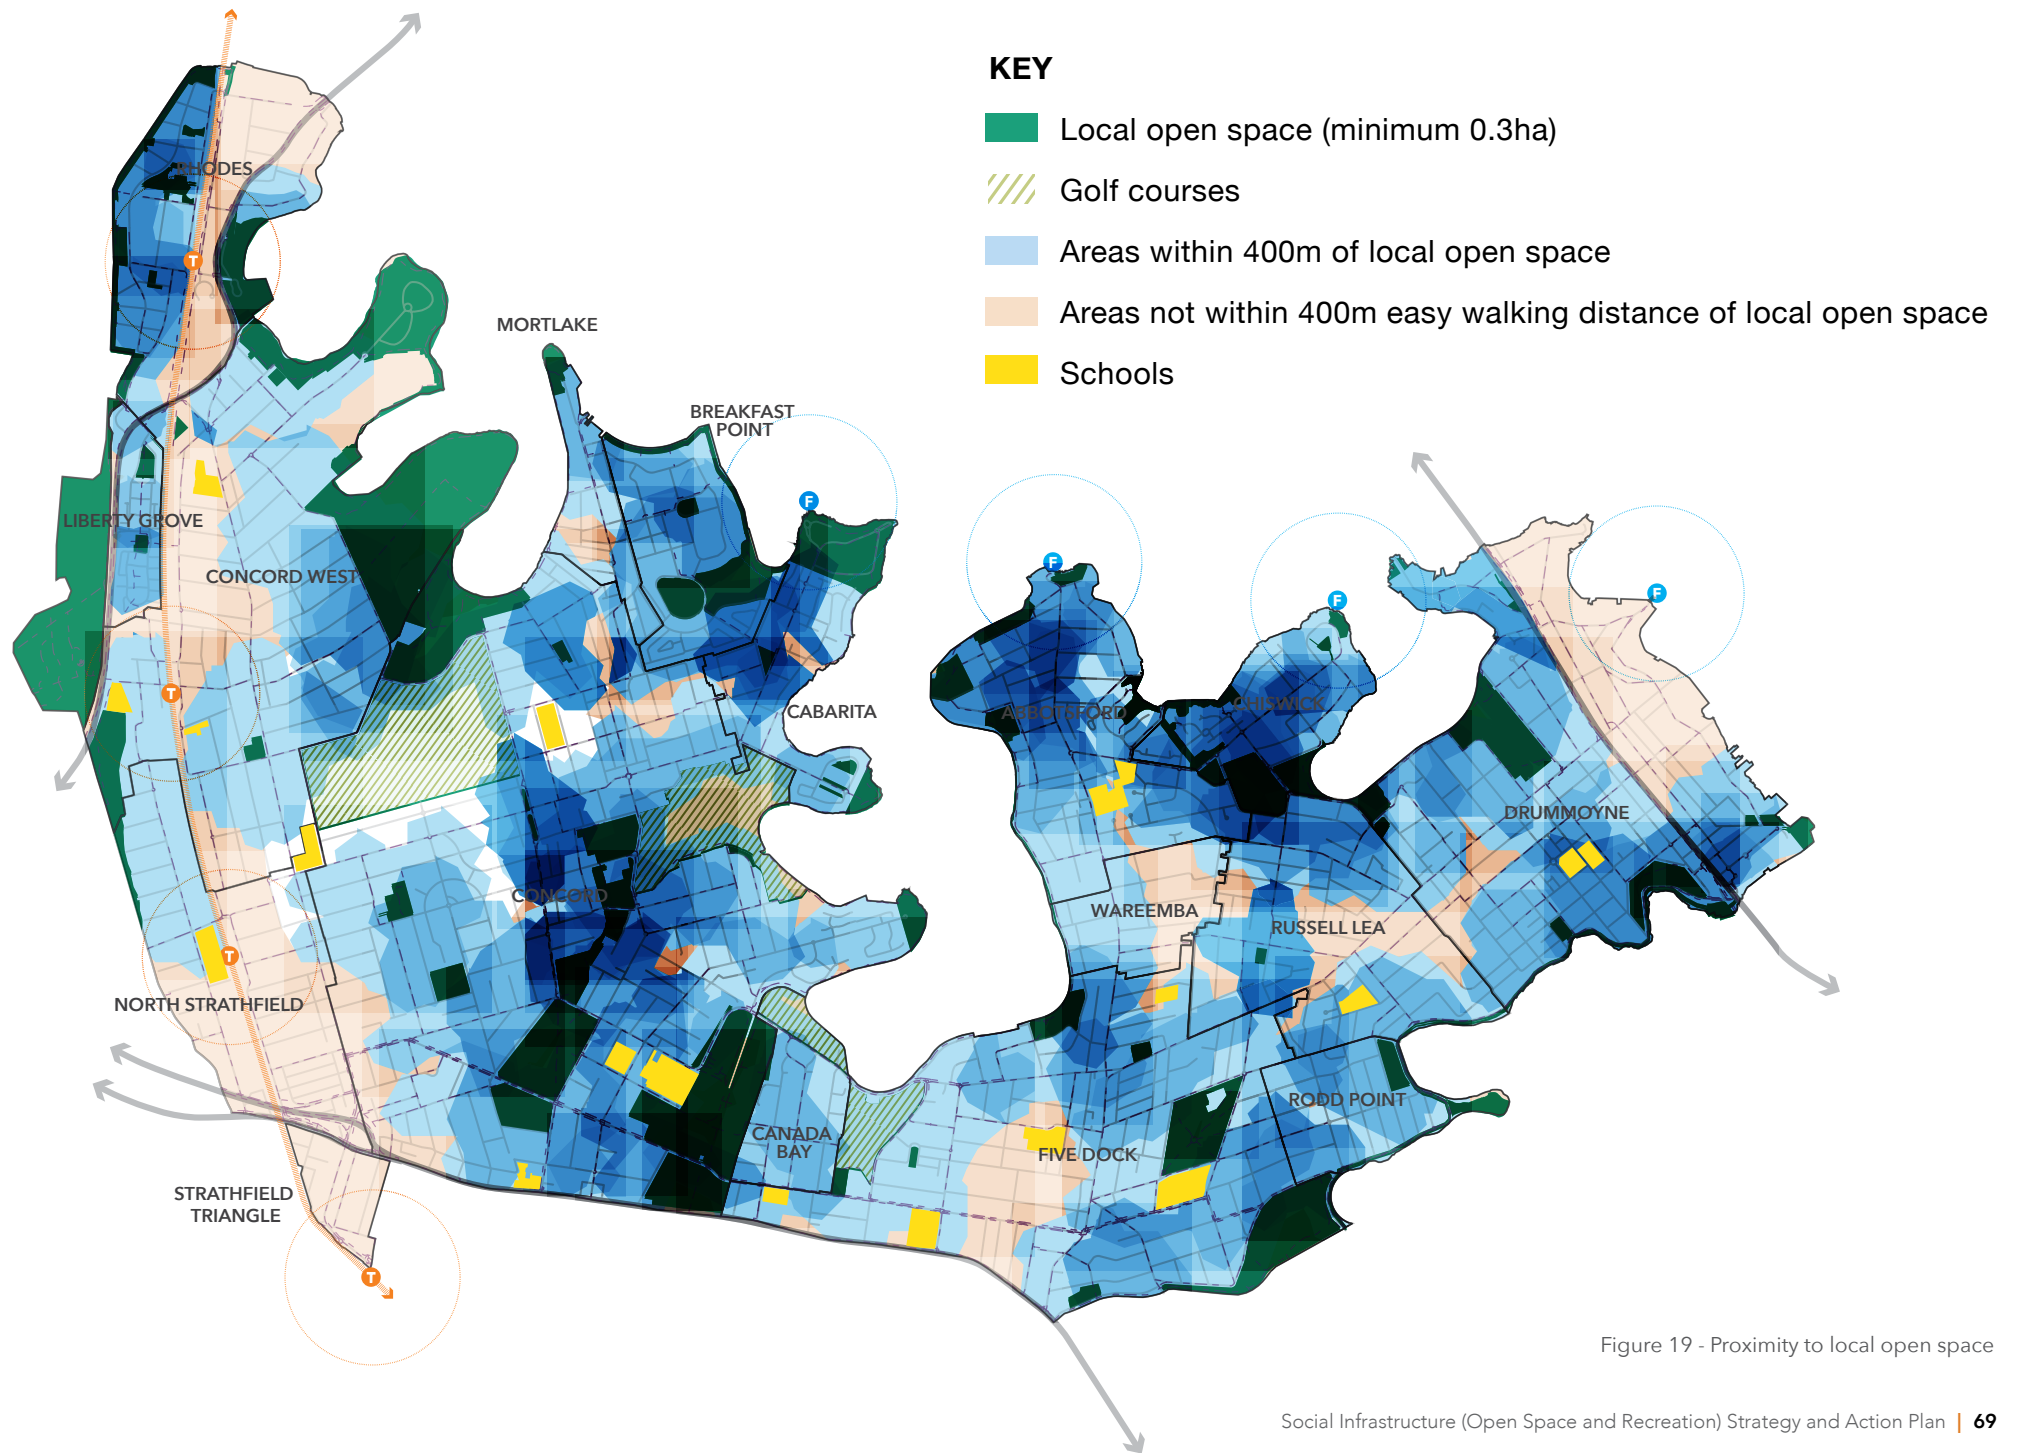 KEY
Local open space (minimum 0.3ha)
Golf courses
Areas within 400m of local open space
Areas not within 400m easy walking distance of local open space
Schools
RHODES
T
MORTLAKE
BREAKFAST
POINT
F
LIBERTY GROVE
CONCORD WEST
F
F
F
T
CABARITA
ABBOTSFORD
CHISWICK
DRUMMOYNE
CONCORD
WAREEMBA
RUSSELL LEA
T
NORTH STRATHFIELD
RODD POINT
CANADA
BAY
FIVE DOCK
STRATHFIELD
TRIANGLE
T
Figure 19 - Proximity to local open space
Social Infrastructure (Open Space and Recreation) Strategy and Action Plan | 69